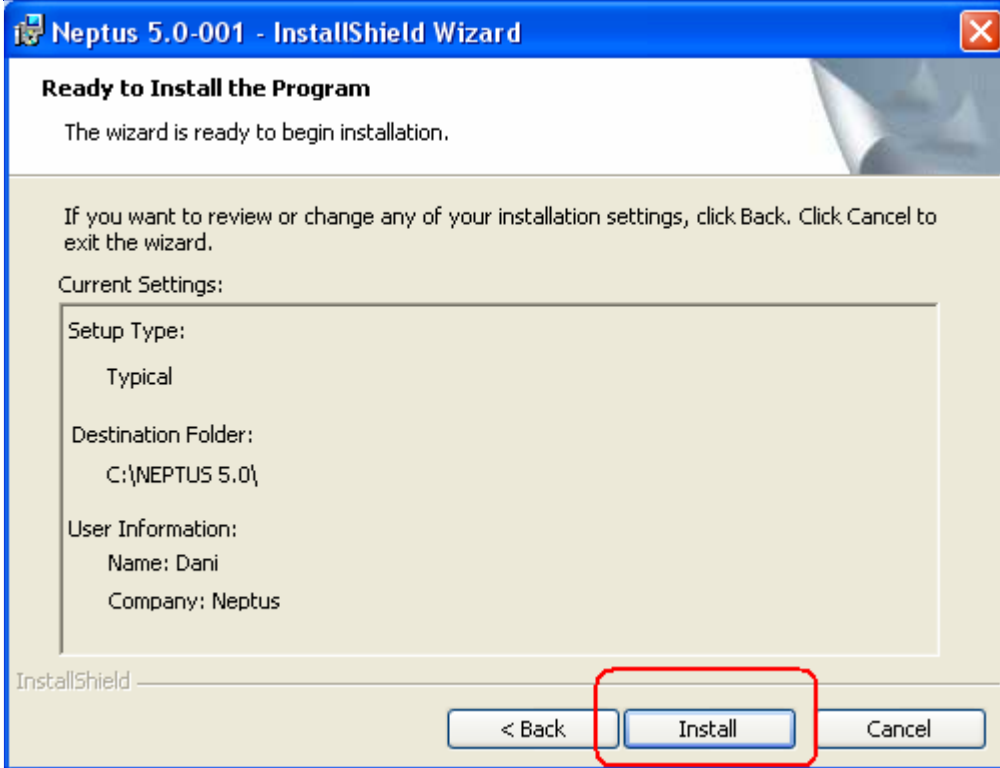 Neptus 5.0-001 - InstallShield Wizard
Ready to Install the Program
The wizard is ready to begin installation.
If you want to review or change any of your installation settings, click Back. Click Cancel to
exit the wizard.
Current Settings:
Setup Type:
Typical
Destination Folder:
C:\NEPTUS 5.0\
User Information:
Name: Dani
Company: Neptus
InstallShield
< Back
Install
Cancel